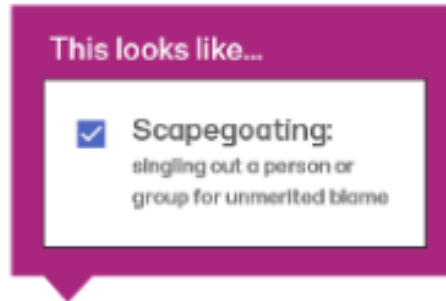 This looks like...
Scapegoating:
singling out a person or
group for unmerited blame